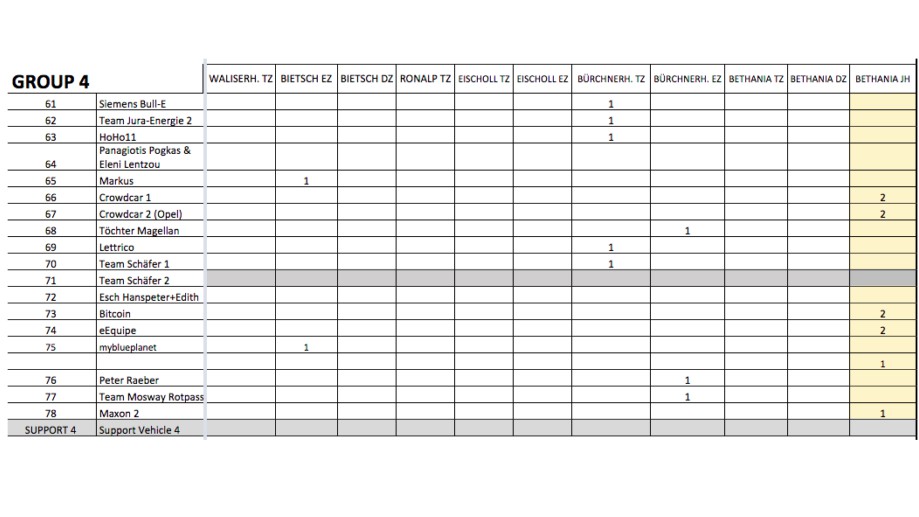 GROUP 4 WALISERH. TZ BIETSCH EZ BIETSCH DZ RONALP TZ EISCHOLL TZ EISCHOLL EZ BÜRCHNERH. TZ BÜRCHNERH. EZ BETHANIA TZ BETHANIA DZ BETHANIA JH
61 Siemens Bull-E 1
62 Team Jura-Energie 2 1
63 HoHo11 1
Panagiotis Pogkas &
64 Eleni Lentzou
65 Markus 1
66 Crowdcar 1 2
67 Crowdcar 2 (Opel) 2
68 Töchter Magellan 1
69 Lettrico 1
70 Team Schäfer 1 1
71 Team Schäfer 2
72 Esch Hanspeter+Edith
73 Bitcoin 2
74 eEquipe 2
75 myblueplanet 1
1
76 Peter Raeber 1
77 Team Mosway Rotpass 1
78 Maxon 2 1
SUPPORT 4 Support Vehicle 4